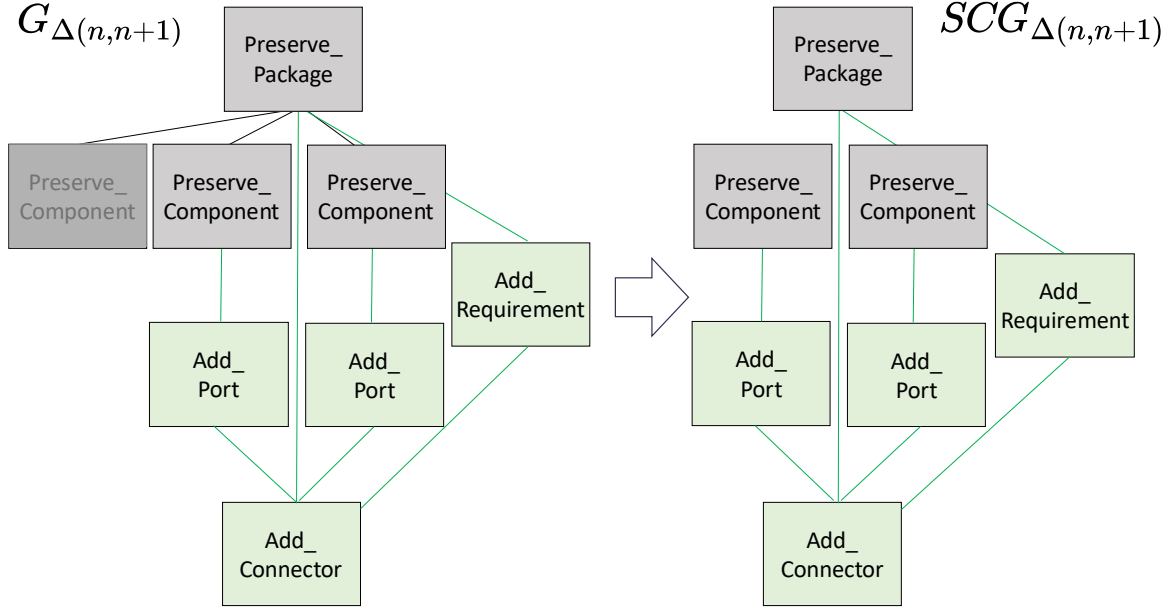 G_{Δ(n,n+1)}
SCG_{Δ(n,n+1)}
Preserve_
Package
Preserve_
Component
Preserve_
Component
Preserve_
Component
Add_
Requirement
Add_
Port
Add_
Port
Add_
Connector
Preserve_
Package
Preserve_
Component
Preserve_
Component
Add_
Requirement
Add_
Port
Add_
Port
Add_
Connector